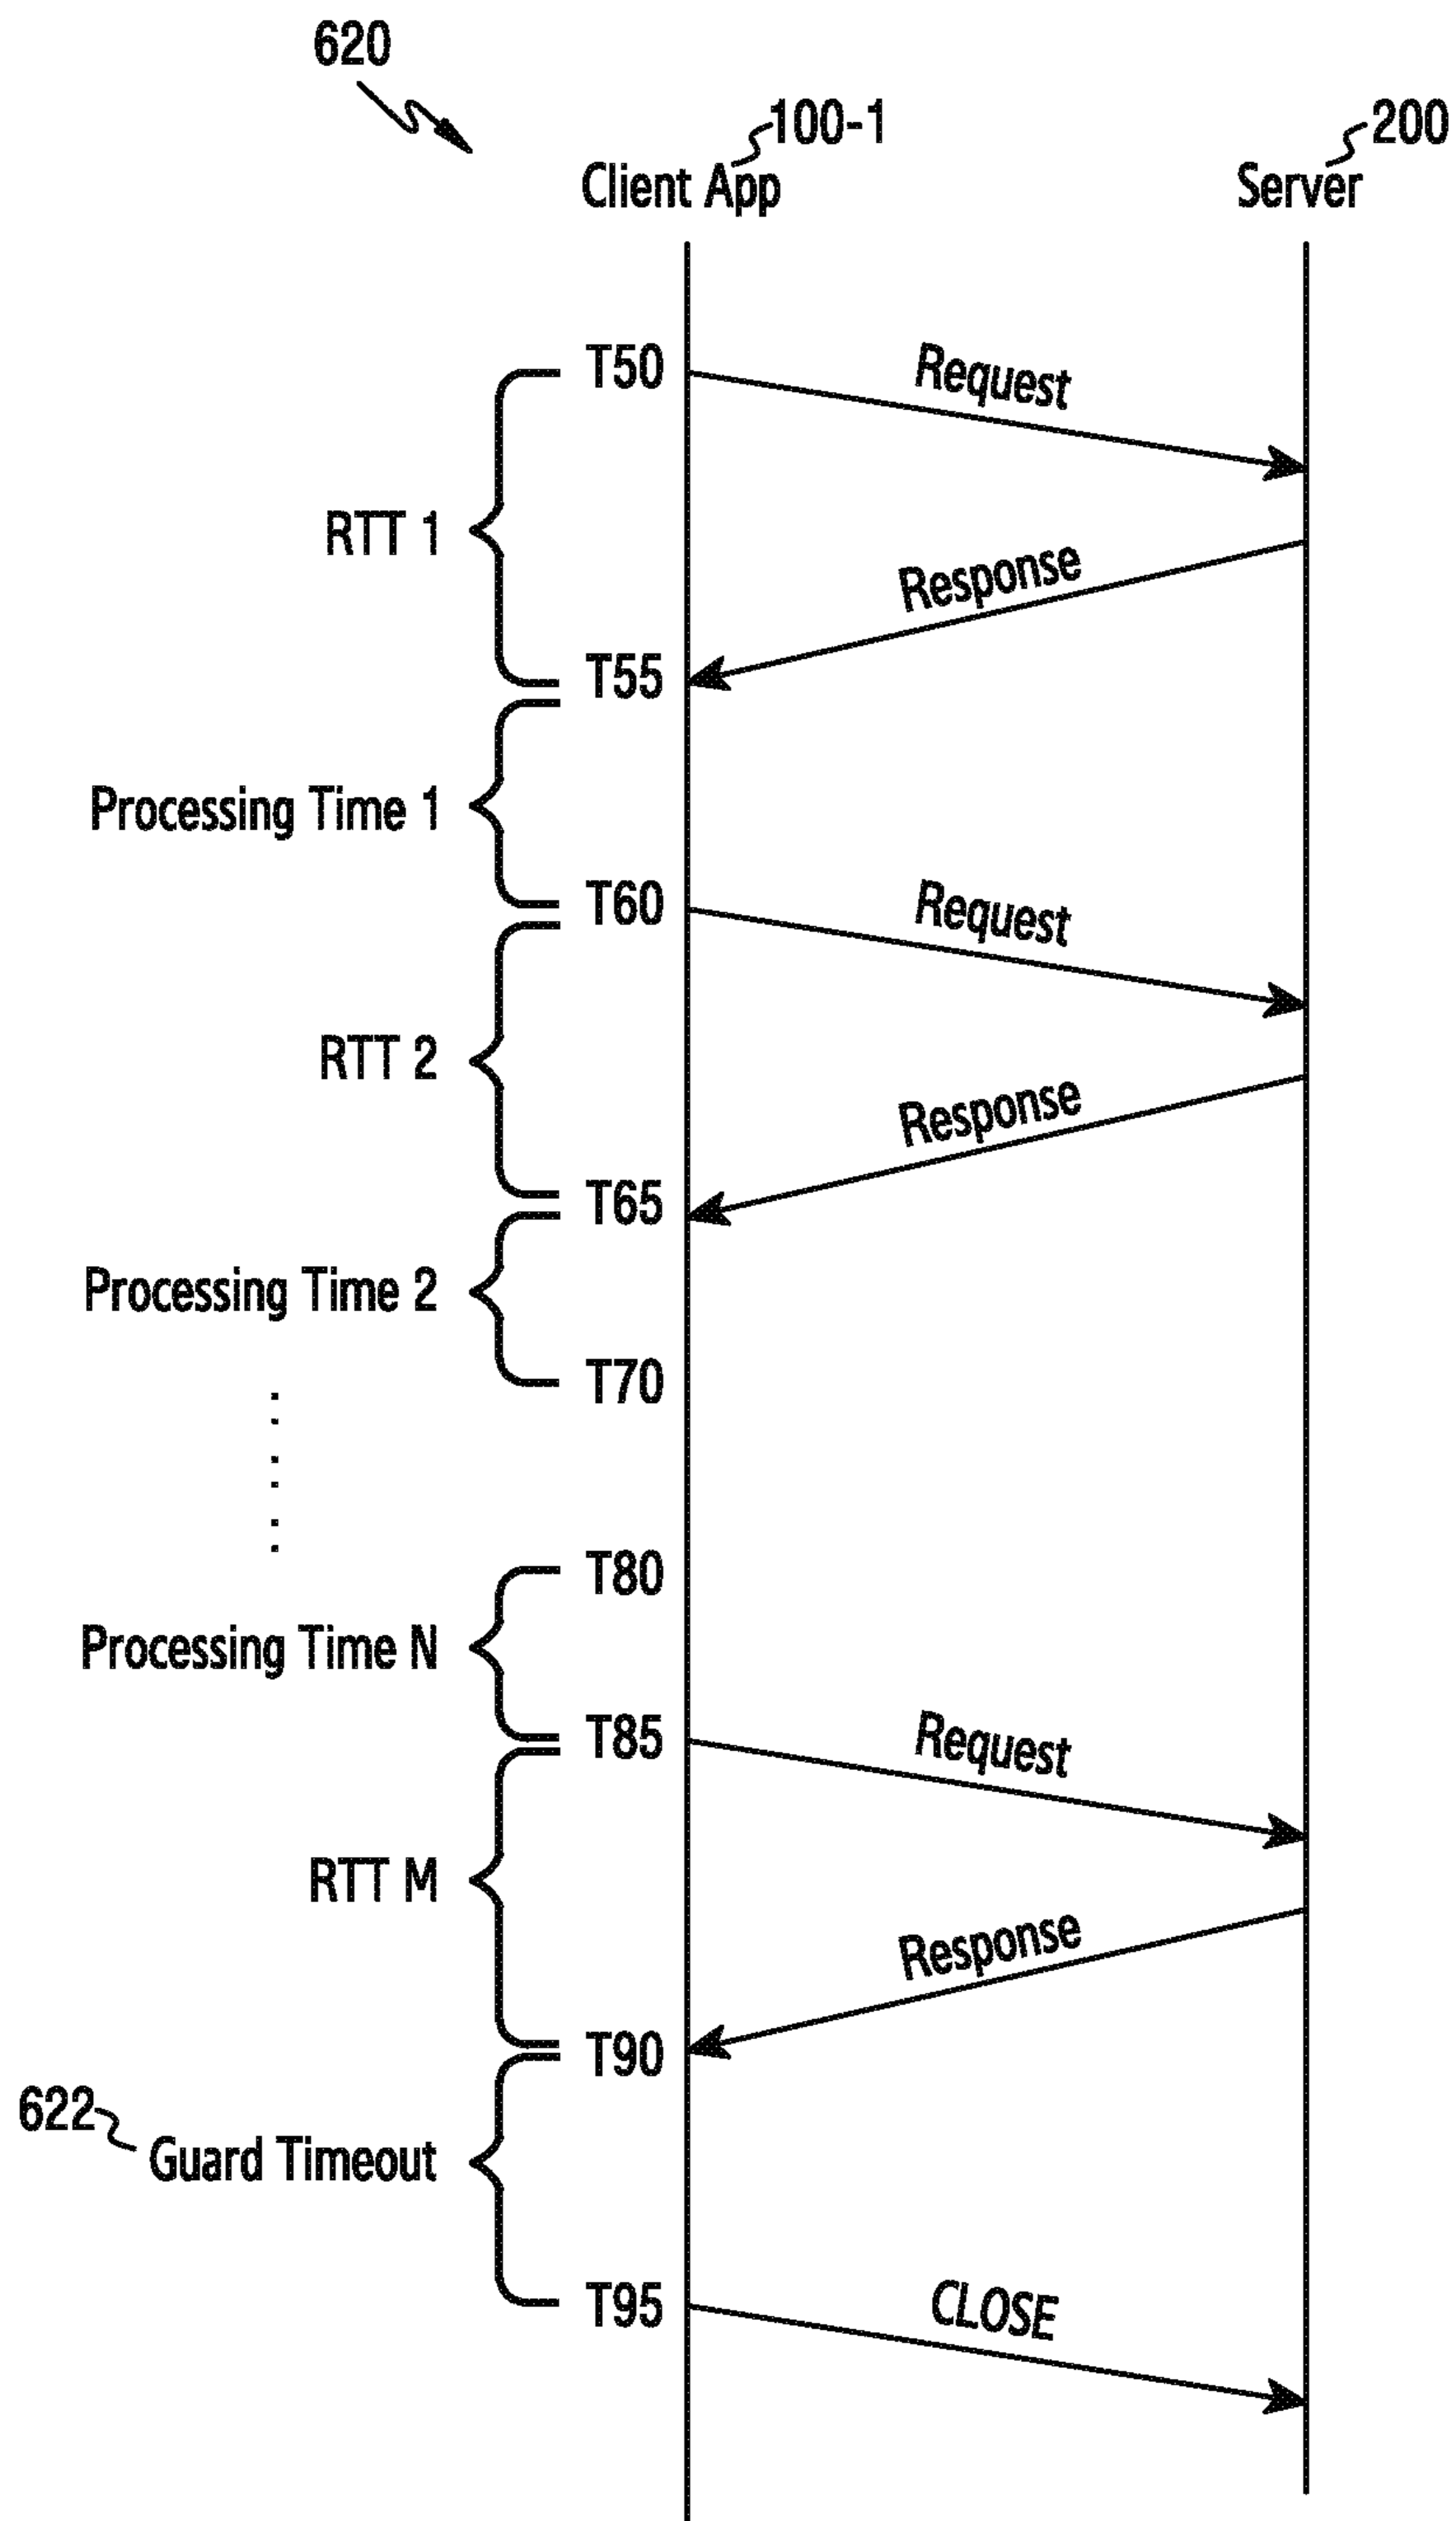 620
100-1
200
Client App
Server
T50
Request
RTT 1
Response
T55
Processing Time 1
T60
Request
RTT 2
Response
T65
Processing Time 2
T70
T80
Processing Time N
T85
Request
RTT M
Response
T90
622
Guard Timeout
T95
CLOSE